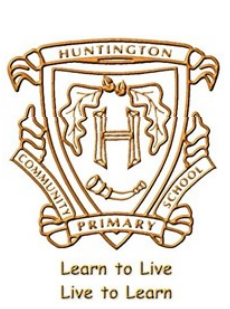 HUNTINGTON
H
COMMUNITY
PRIMARY
SCHOOL
Learn to Live
Live to Learn